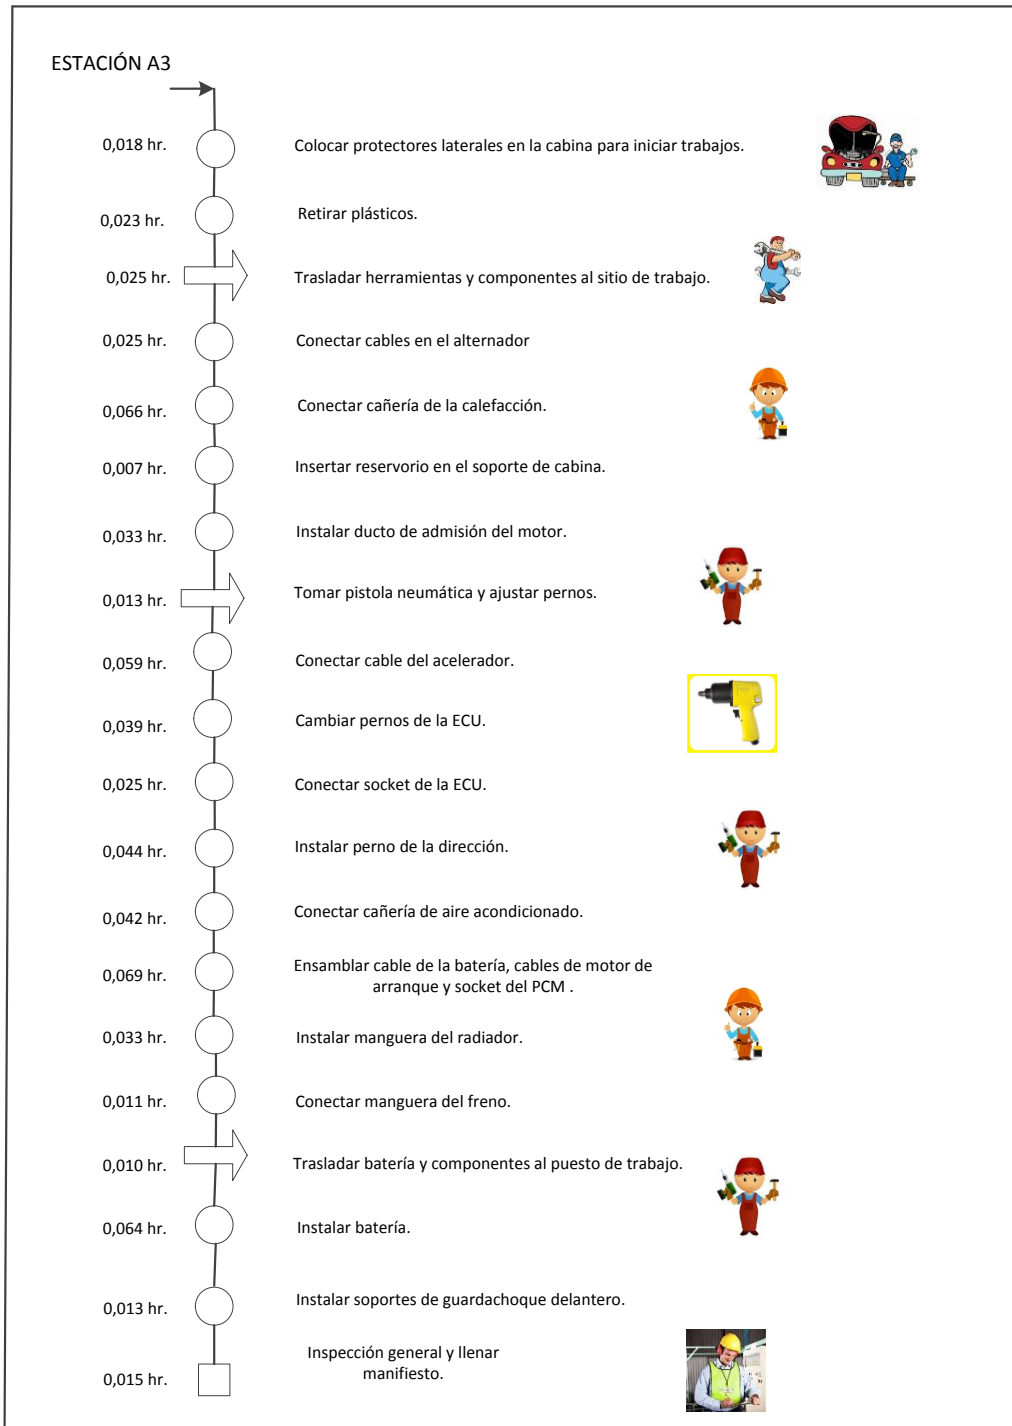 ESTACIÓN A3
0,018 hr. Colocar protectores laterales en la cabina para iniciar trabajos.
0,023 hr. Retirar plásticos.
0,025 hr. Trasladar herramientas y componentes al sitio de trabajo.
0,025 hr. Conectar cables en el alternador
0,066 hr. Conectar cañería de la calefacción.
0,007 hr. Insertar reservorio en el soporte de cabina.
0,033 hr. Instalar ducto de admisión del motor.
0,013 hr. Tomar pistola neumática y ajustar pernos.
0,059 hr. Conectar cable del acelerador.
0,039 hr. Cambiar pernos de la ECU.
0,025 hr. Conectar socket de la ECU.
0,044 hr. Instalar perno de la dirección.
0,042 hr. Conectar cañería de aire acondicionado.
0,069 hr. Ensamblar cable de la batería, cables de motor de
arranque y socket del PCM .
0,033 hr. Instalar manguera del radiador.
0,011 hr. Conectar manguera del freno.
0,010 hr. Trasladar batería y componentes al puesto de trabajo.
0,064 hr. Instalar batería.
0,013 hr. Instalar soportes de guardachoque delantero.
0,015 hr. Inspección general y llenar
manifiesto.